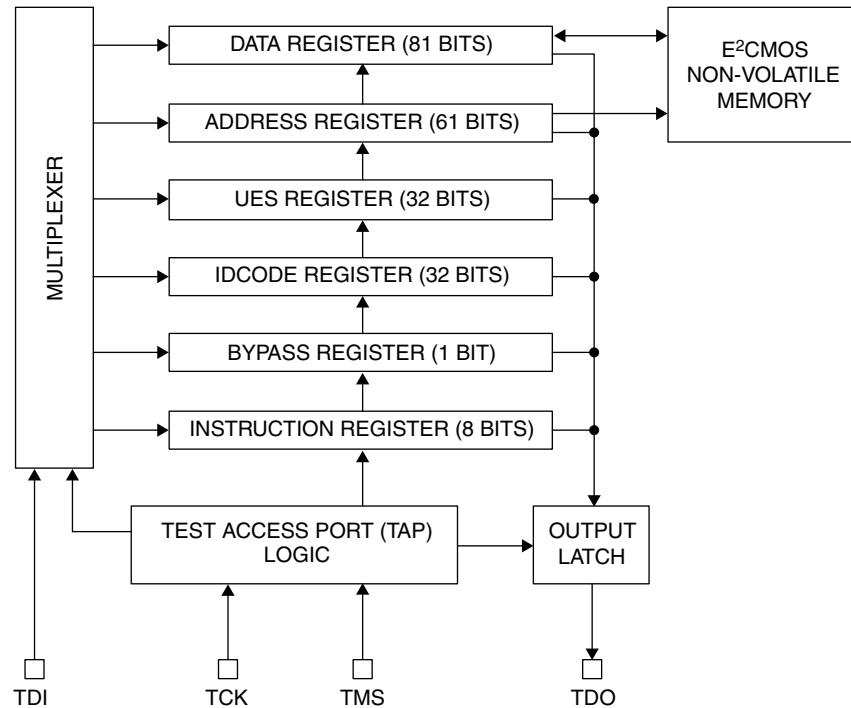 DATA REGISTER (81 BITS)
E²CMOS
NON-VOLATILE
MEMORY
ADDRESS REGISTER (61 BITS)
MULTIPLEXER
UES REGISTER (32 BITS)
IDCODE REGISTER (32 BITS)
BYPASS REGISTER (1 BIT)
INSTRUCTION REGISTER (8 BITS)
TEST ACCESS PORT (TAP)
LOGIC
OUTPUT
LATCH
TDI
TCK
TMS
TDO